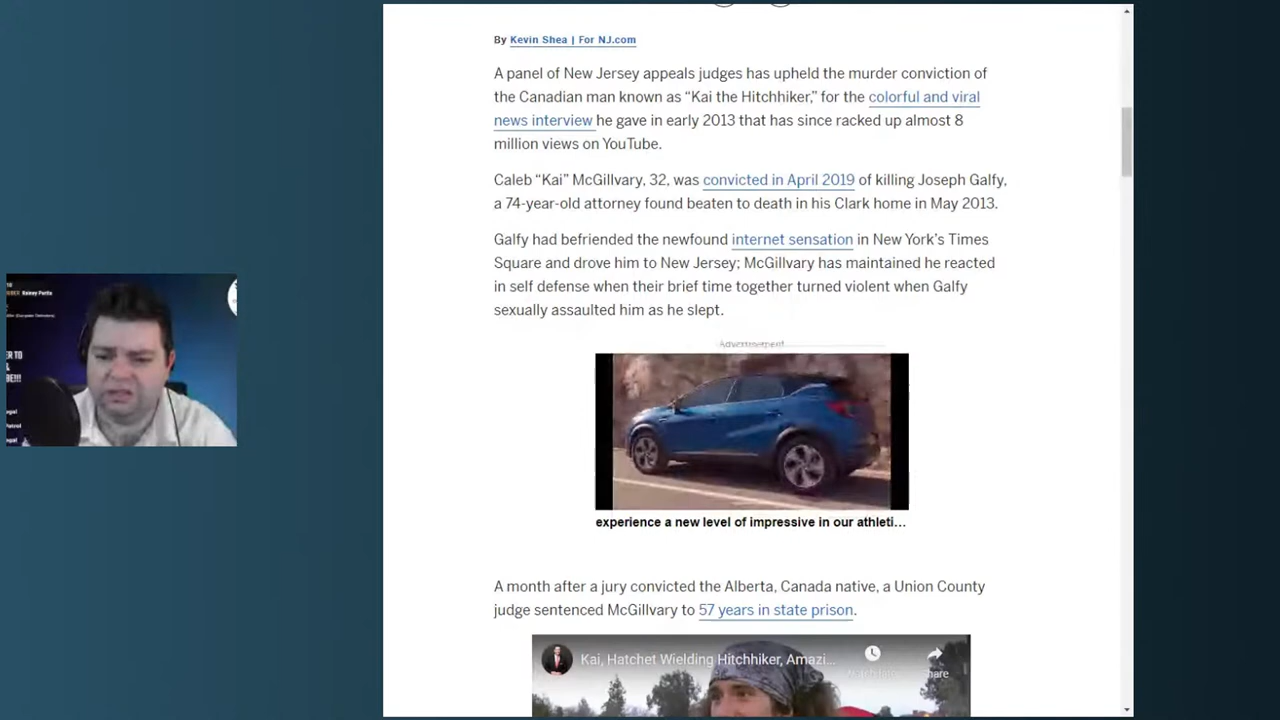 By Kevin Shea | For NJ.com
A panel of New Jersey appeals judges has upheld the murder conviction of
the Canadian man known as “Kai the Hitchhiker,” for the colorful and viral
news interview he gave in early 2013 that has since racked up almost 8
million views on YouTube.
Caleb “Kai” McGillvary, 32, was convicted in April 2019 of killing Joseph Galfy,
a 74-year-old attorney found beaten to death in his Clark home in May 2013.
Galfy had befriended the newfound internet sensation in New York’s Times
Square and drove him to New Jersey; McGillvary has maintained he reacted
in self defense when their brief time together turned violent when Galfy
sexually assaulted him as he slept.
Advertisement
experience a new level of impressive in our athleti...
A month after a jury convicted the Alberta, Canada native, a Union County
judge sentenced McGillvary to 57 years in state prison.
Kai, Hatchet Wielding Hitchhiker, Amazi...